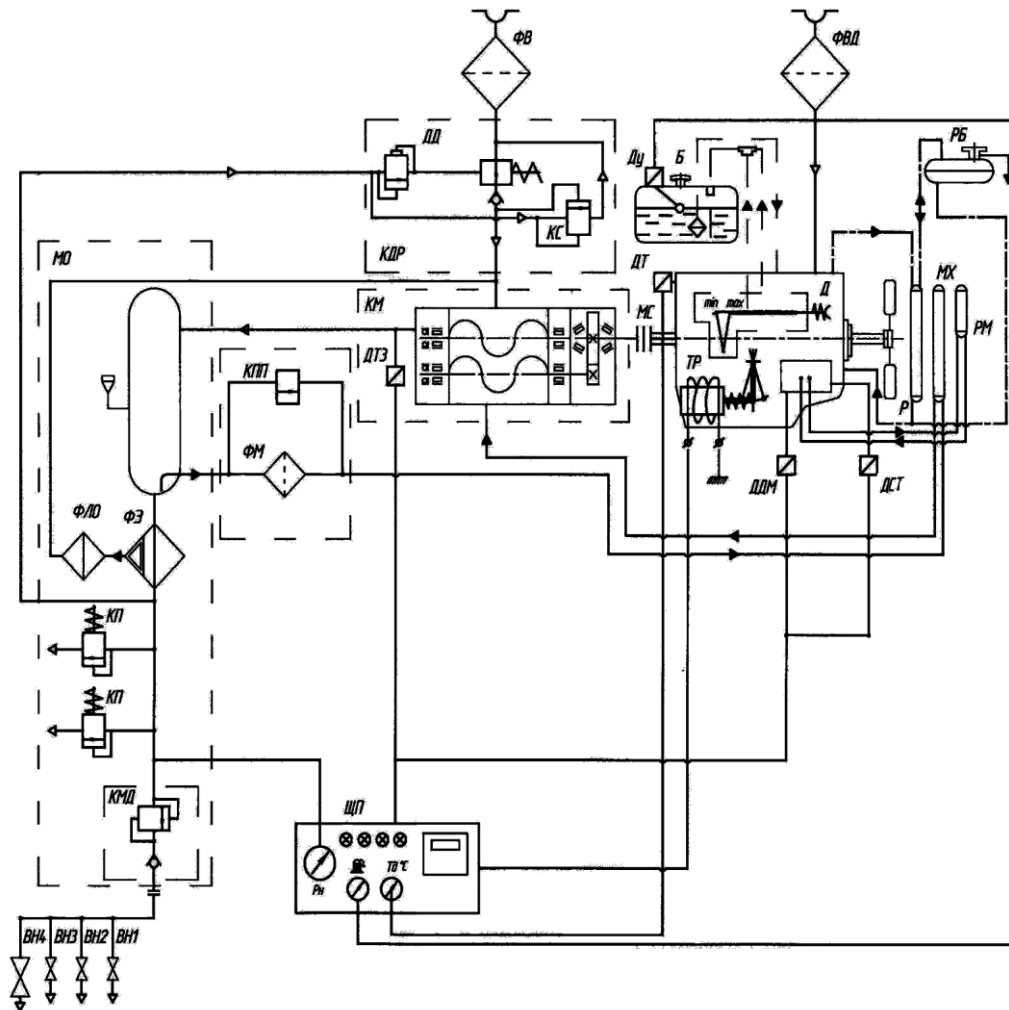 ФВ
ФВД
ДД
Ду
Б
РБ
КС
МО
КДР
ДТ
КМ
МС
min max
Д
МХ
РМ
ДТЗ
КПП
ТР
Р
ФМ
ДДМ
ДСТ
ФЛО
ФЭ
КП
КП
КМД
ЩП
Рн
Тд °С
ВН4
ВН3
ВН2
ВН1